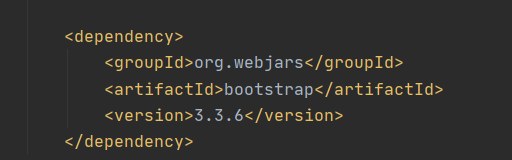 <dependency>
<groupId>org.webjars</groupId>
<artifactId>bootstrap</artifactId>
<version>3.3.6</version>
</dependency>